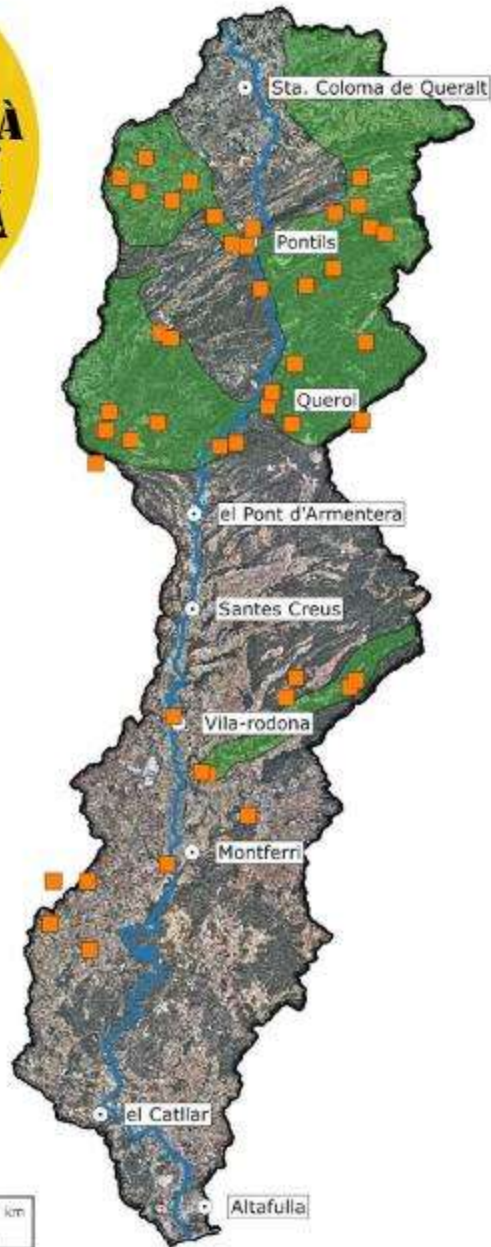 À
Sta. Coloma de Queralt
Pontils
Querol
el Pont d'Armentera
Santes Creus
Vila-rodona
Montferri
el Catllar
Altafulla
km